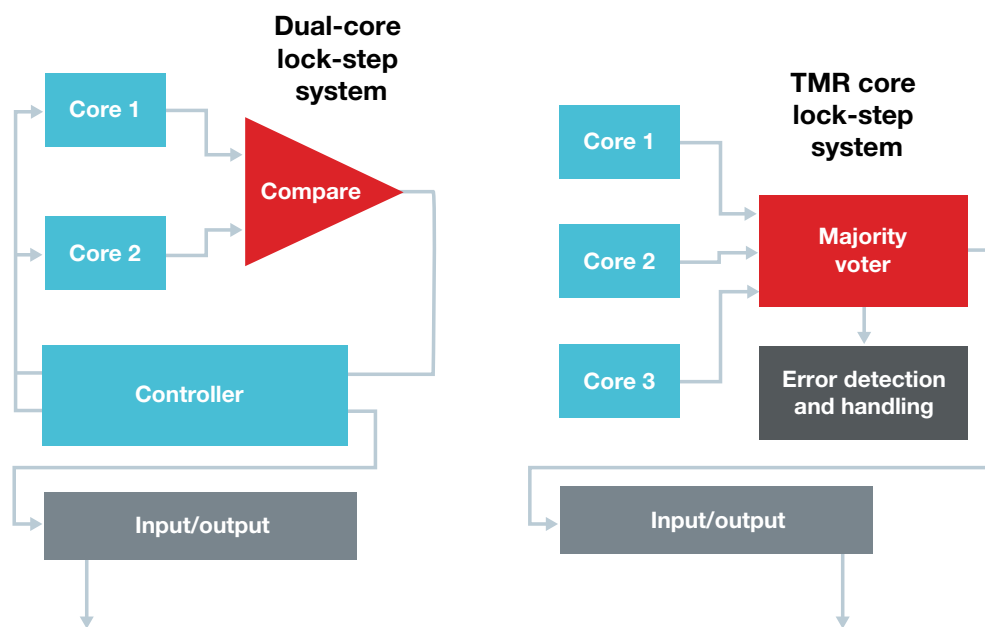 Dual-core
lock-step
system
Core 1
Compare
Core 2
Controller
Input/output
TMR core
lock-step
system
Core 1
Core 2
Majority
voter
Core 3
Error detection
and handling
Input/output